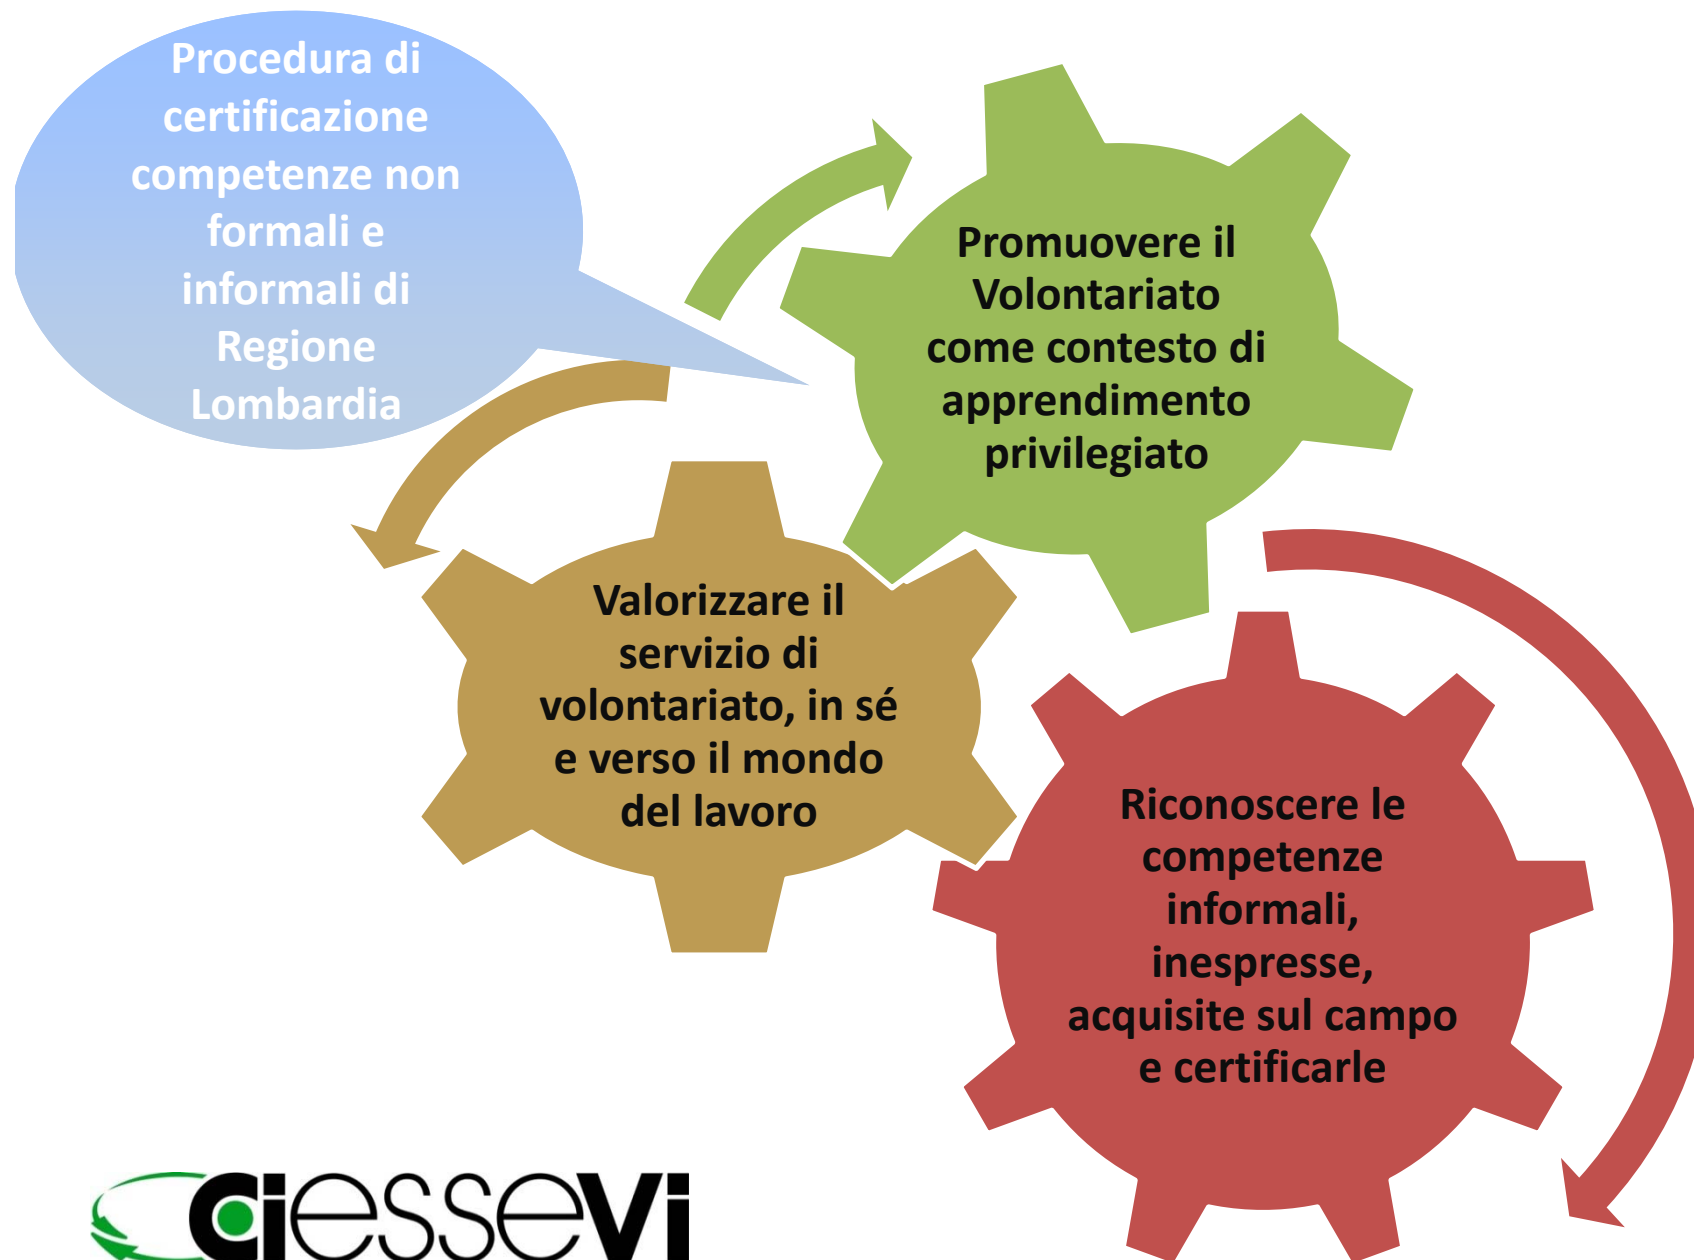 Procedura di
certificazione
competenze non
formali e
informali di
Regione
Lombardia
Promuovere il
Volontariato
come contesto di
apprendimento
privilegiato
Valorizzare il
servizio di
volontariato, in sé
e verso il mondo
del lavoro
Riconoscere le
competenze
informali,
inespresse,
acquisite sul campo
e certificarle
ciesseVi